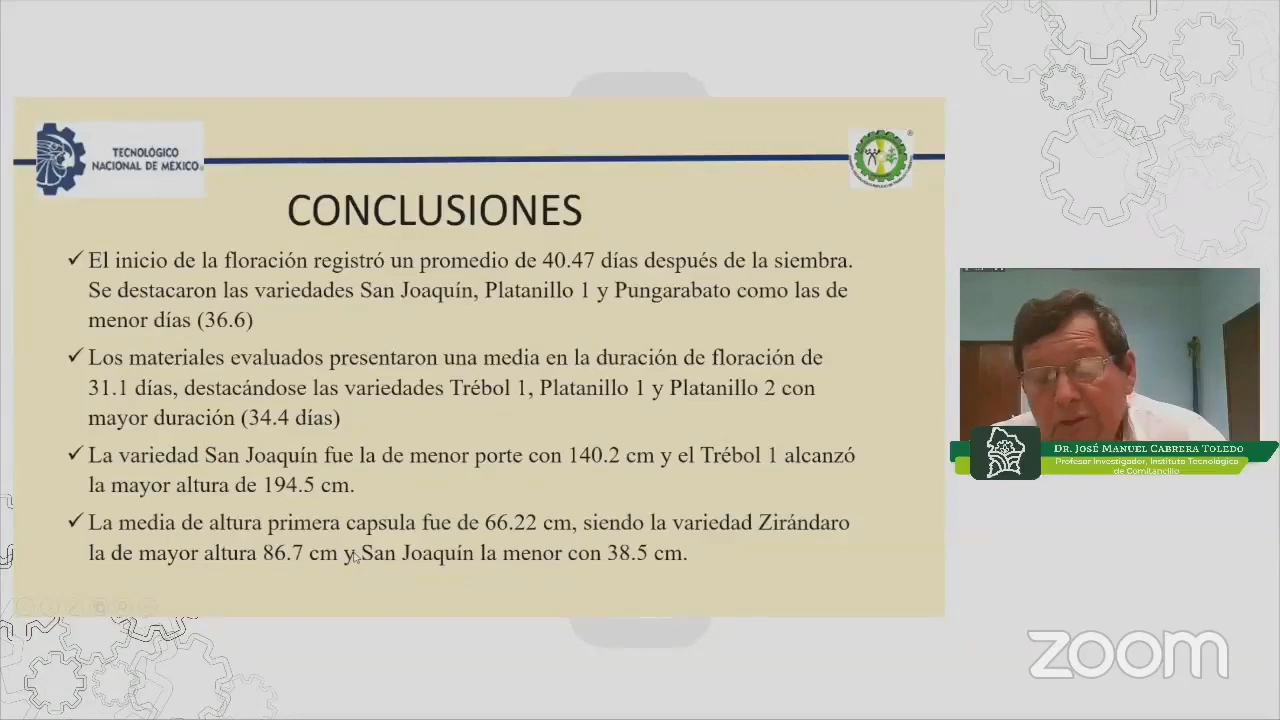 TECNOLÓGICO
NACIONAL DE MÉXICO
CONCLUSIONES
✓ El inicio de la floración registró un promedio de 40.47 días después de la siembra.
Se destacaron las variedades San Joaquín, Platanillo 1 y Pungarabato como las de
menor días (36.6)
✓ Los materiales evaluados presentaron una media en la duración de floración de
31.1 días, destacándose las variedades Trébol 1, Platanillo 1 y Platanillo 2 con
mayor duración (34.4 días)
✓ La variedad San Joaquín fue la de menor porte con 140.2 cm y el Trébol 1 alcanzó
la mayor altura de 194.5 cm.
✓ La media de altura primera capsula fue de 66.22 cm, siendo la variedad Zirándaro
la de mayor altura 86.7 cm y San Joaquín la menor con 38.5 cm.
Dr. José Manuel Cabrera Toledo
Profesor Investigador, Instituto Tecnológico
de Comitancillo
zoom